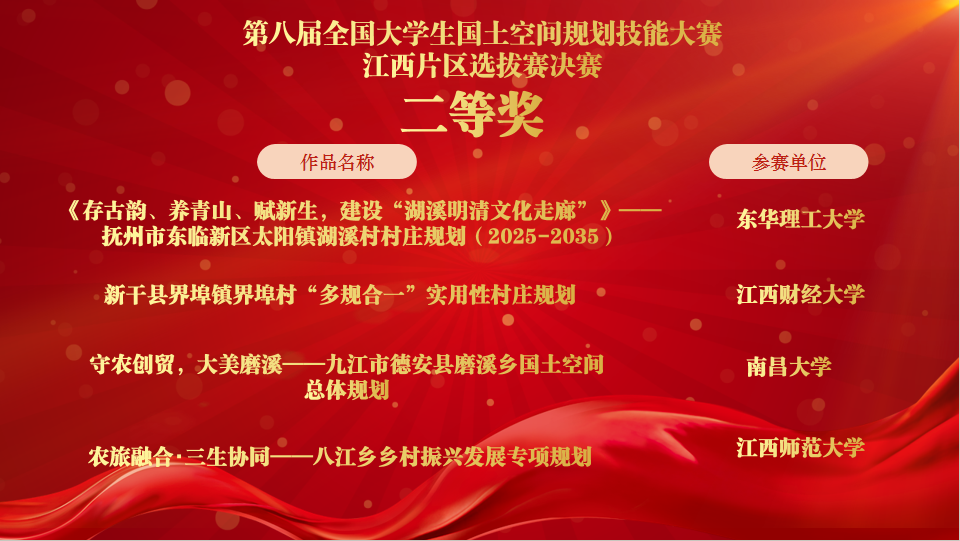 第八届全国大学生国土空间规划技能大赛
江西片区选拔赛决赛
二等奖
作品名称
参赛单位
《存古韵、养青山、赋新生，建设“湖溪明清文化走廊”》——
抚州市东临新区太阳镇湖溪村村庄规划（2025-2035）
东华理工大学
新干县界埠镇界埠村“多规合一”实用性村庄规划
江西财经大学
守农创贸，大美磨溪——九江市德安县磨溪乡国土空间
总体规划
南昌大学
农旅融合·三生协同——八江乡乡村振兴发展专项规划
江西师范大学